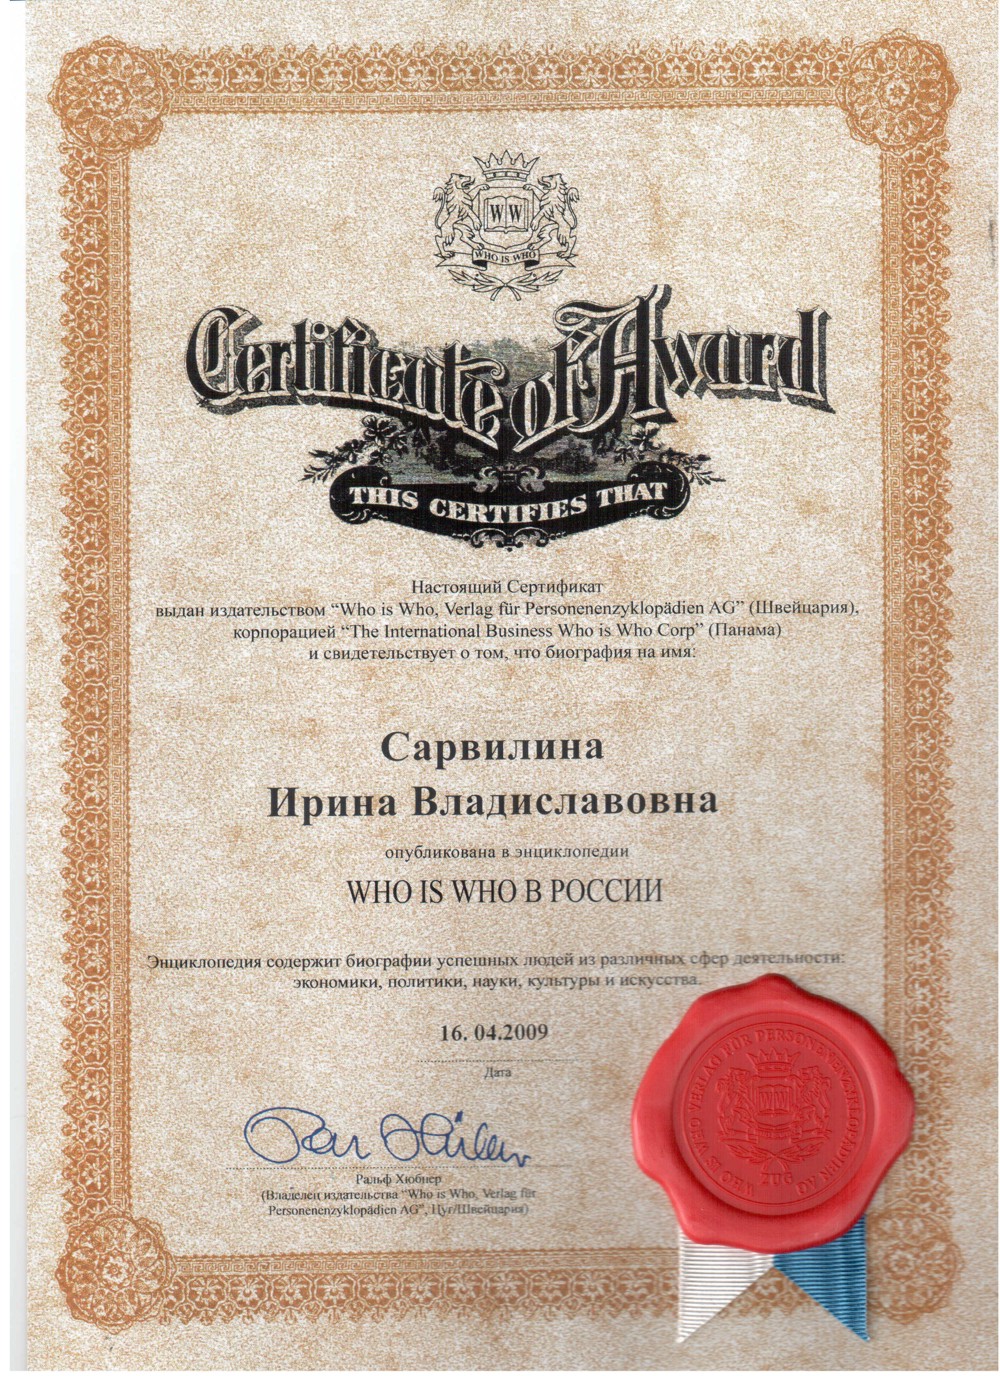 WW
WHO IS WHO
Certificate of Award
THIS CERTIFIES THAT
Настоящий Сертификат
выдан издательством “Who is Who, Verlag für Personenenzyklopädien AG” (Швейцария),
корпорацией “The International Business Who is Who Corp” (Панама)
и свидетельствует о том, что биография на имя:
Сарвилина
Ирина Владиславовна
опубликована в энциклопедии
WHO IS WHO В РОССИИ
Энциклопедия содержит биографии успешных людей из различных сфер деятельности:
экономики, политики, науки, культуры и искусства.
16. 04.2009
Дата
Ральф Хюбнер
(Владелец издательства “Who is Who, Verlag für
Personenenzyklopädien AG”, Цуг/Швейцария)
WHO IS WHO VERLAG FÜR PERSONENENZYKLOPÄDIEN AG
WW
ZUG